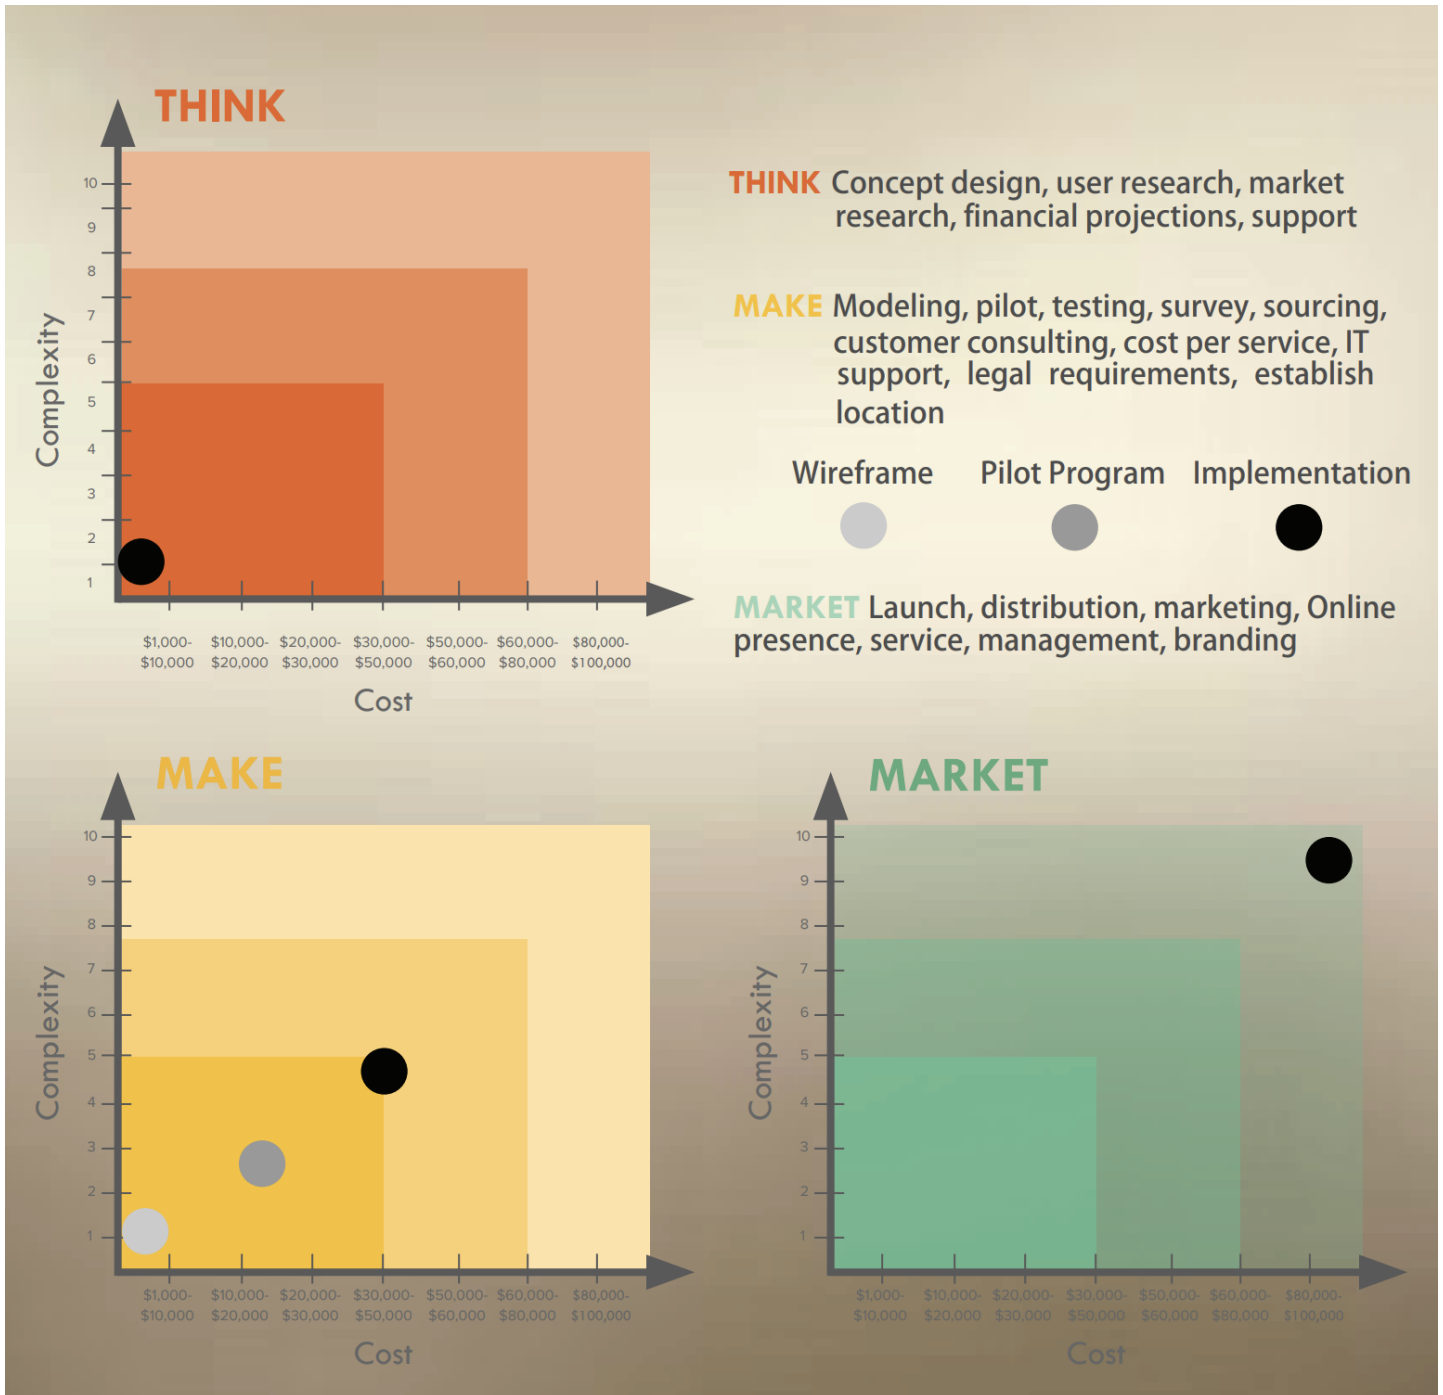 THINK
10
9
8
7
6
5
4
3
2
1
Complexity
$1,000- $10,000- $20,000- $30,000- $50,000- $60,000- $80,000-
$10,000 $20,000 $30,000 $50,000 $60,000 $80,000 $100,000
Cost
THINK Concept design, user research, market
research, financial projections, support
MAKE Modeling, pilot, testing, survey, sourcing,
customer consulting, cost per service, IT
support, legal requirements, establish
location
Wireframe Pilot Program Implementation
MARKET Launch, distribution, marketing, Online
presence, service, management, branding
MAKE
10
9
8
7
6
5
4
3
2
1
Complexity
$1,000- $10,000- $20,000- $30,000- $50,000- $60,000- $80,000-
$10,000 $20,000 $30,000 $50,000 $60,000 $80,000 $100,000
Cost
MARKET
10
9
8
7
6
5
4
3
2
1
Complexity
$1,000- $10,000- $20,000- $30,000- $50,000- $60,000- $80,000-
$10,000 $20,000 $30,000 $50,000 $60,000 $80,000 $100,000
Cost